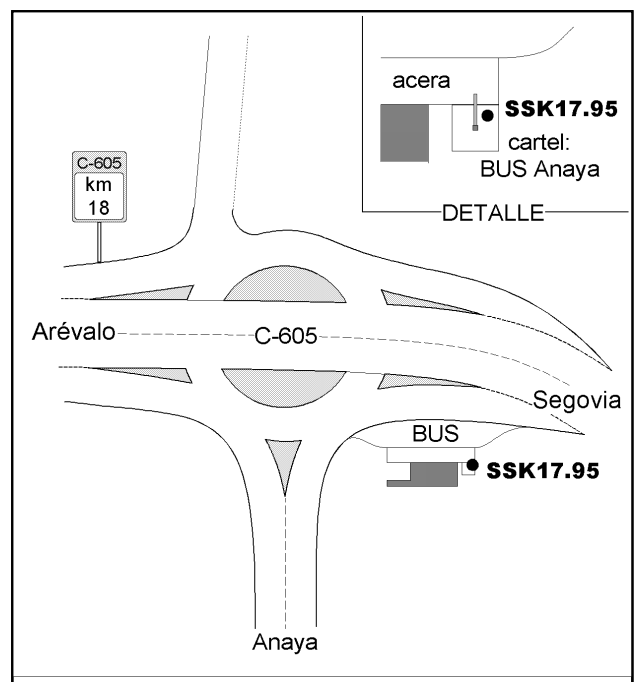 acera
SSK17.95
cartel:
BUS Anaya
DETALLE
C-605
km
18
Arévalo
C-605
Segovia
BUS
SSK17.95
Anaya